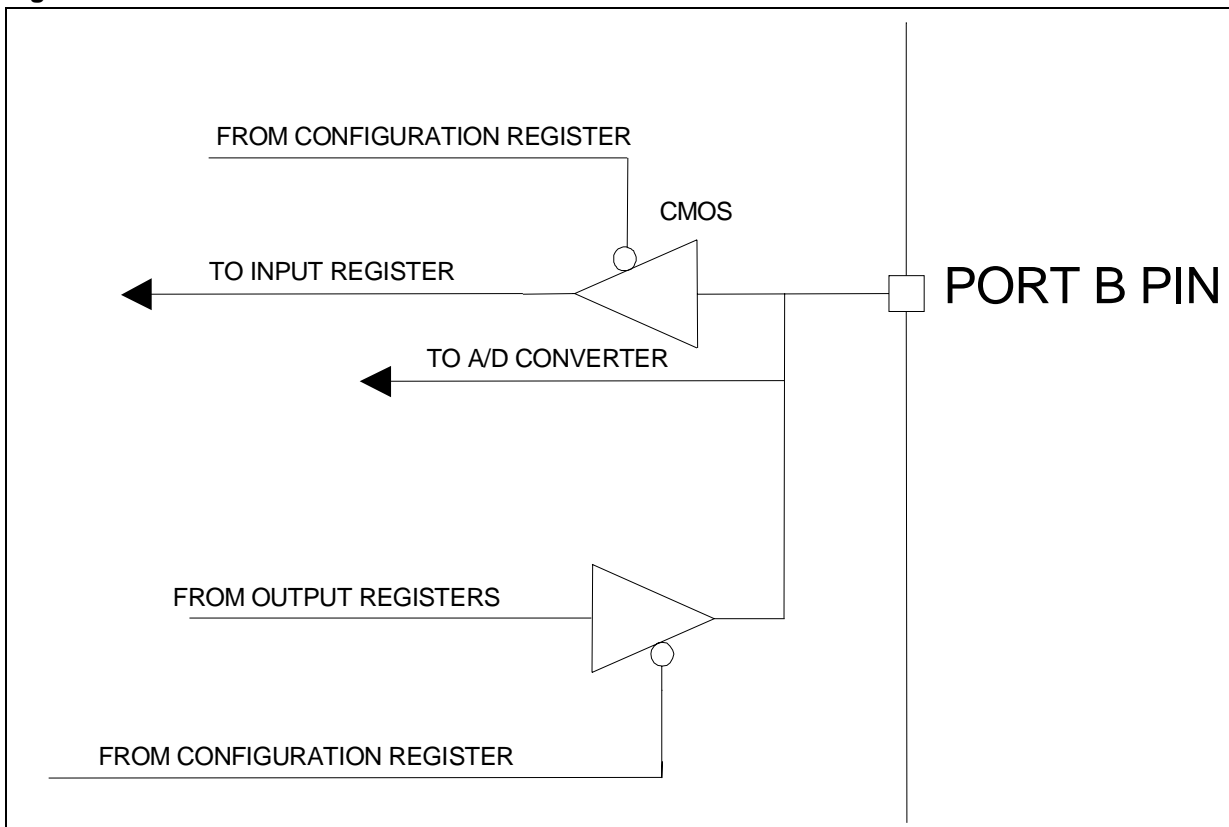 FROM CONFIGURATION REGISTER
CMOS
TO INPUT REGISTER
PORT B PIN
TO A/D CONVERTER
FROM OUTPUT REGISTERS
FROM CONFIGURATION REGISTER